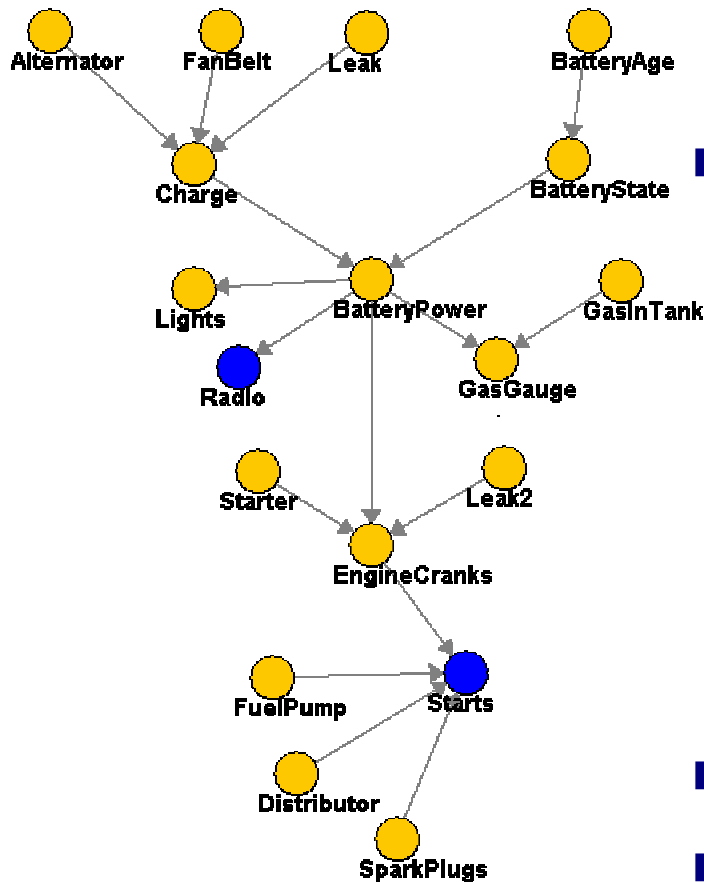 Alternator
FanBelt
Leak
BatteryAge
Charge
BatteryState
Lights
BatteryPower
GasInTank
Radio
GasGauge
Starter
Leak2
EngineCranks
FuelPump
Starts
Distributor
SparkPlugs